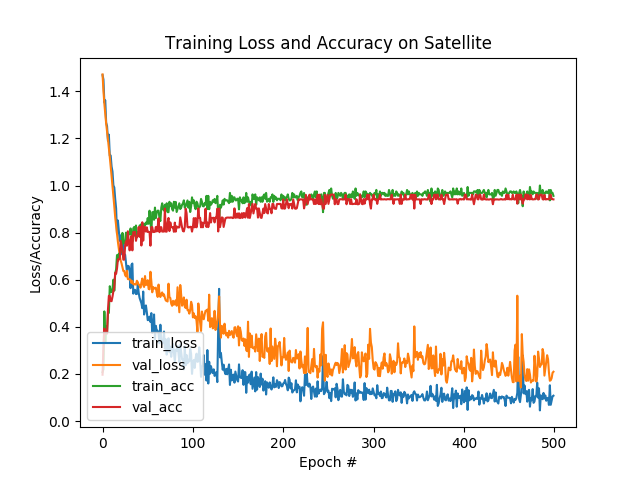 Training Loss and Accuracy on Satellite
Loss/Accuracy
1.4
1.2
1.0
0.8
0.6
0.4
0.2
0.0
train_loss
val_loss
train_acc
val_acc
0 100 200 300 400 500
Epoch #